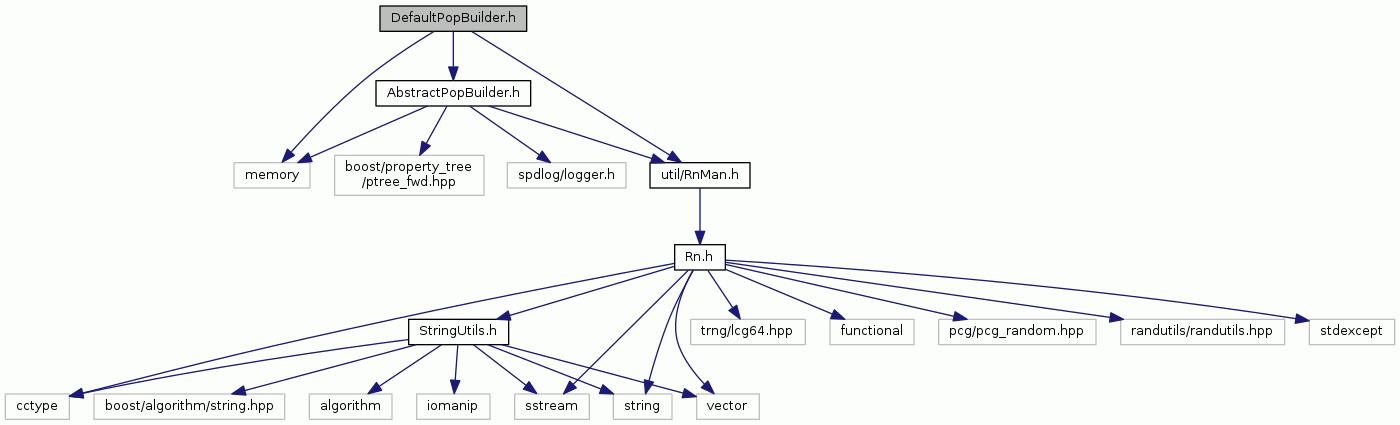 DefaultPopBuilder.h
AbstractPopBuilder.h
memory
boost/property_tree
/ptree_fwd.hpp
spdlog/logger.h
util/RnMan.h
Rn.h
StringUtils.h
trng/lcg64.hpp
functional
pcg/pcg_random.hpp
randutils/randutils.hpp
stdexcept
cctype
boost/algorithm/string.hpp
algorithm
iomanip
sstream
string
vector